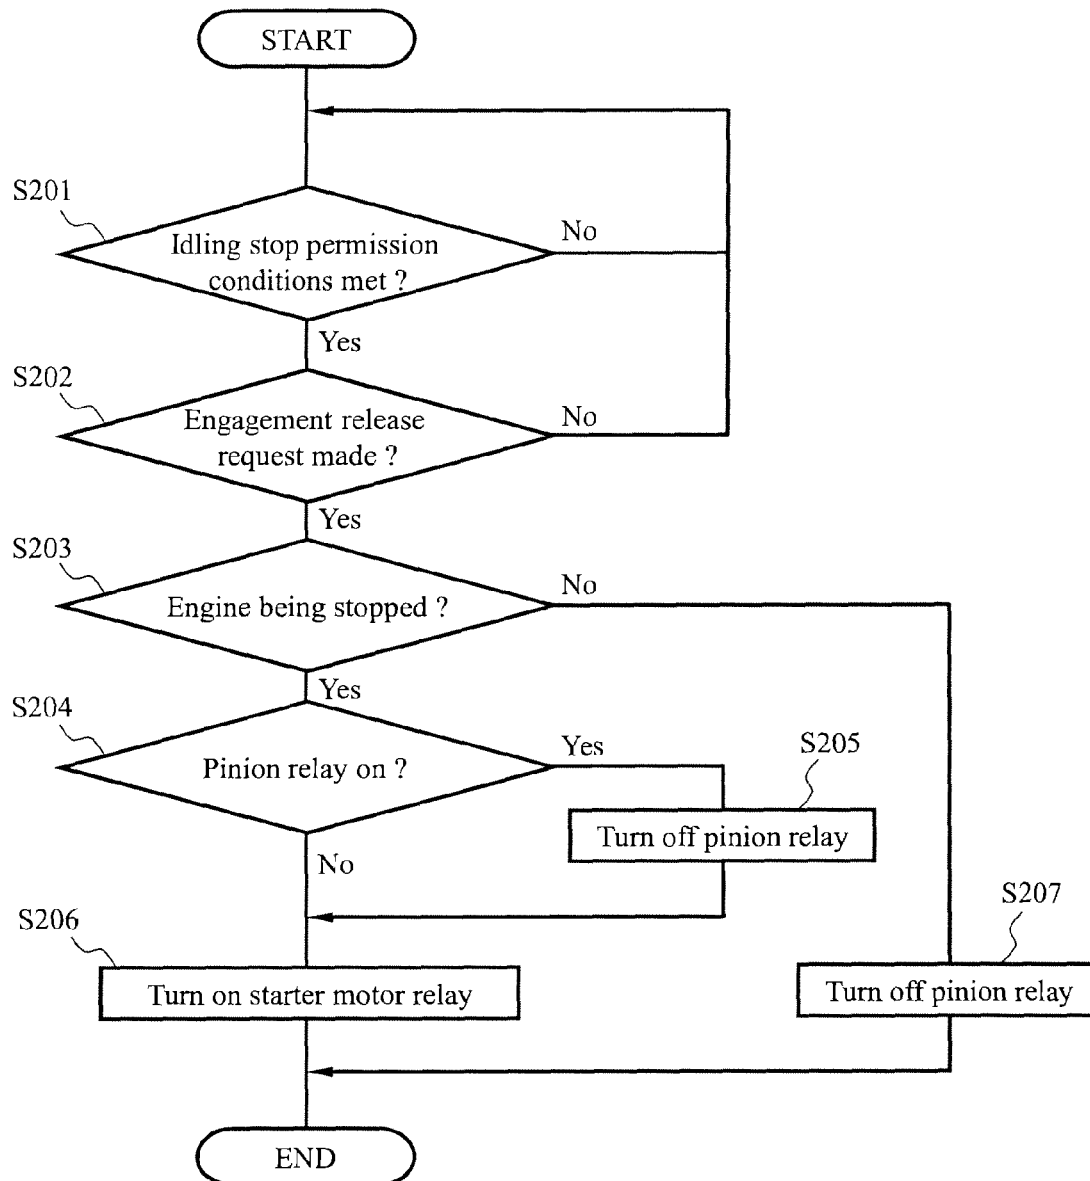 START
S201
Idling stop permission
conditions met ?
No
Yes
S202
Engagement release
request made ?
No
Yes
S203
Engine being stopped ?
No
Yes
S204
Pinion relay on ?
Yes
S205
Turn off pinion relay
No
S206
Turn on starter motor relay
S207
Turn off pinion relay
END